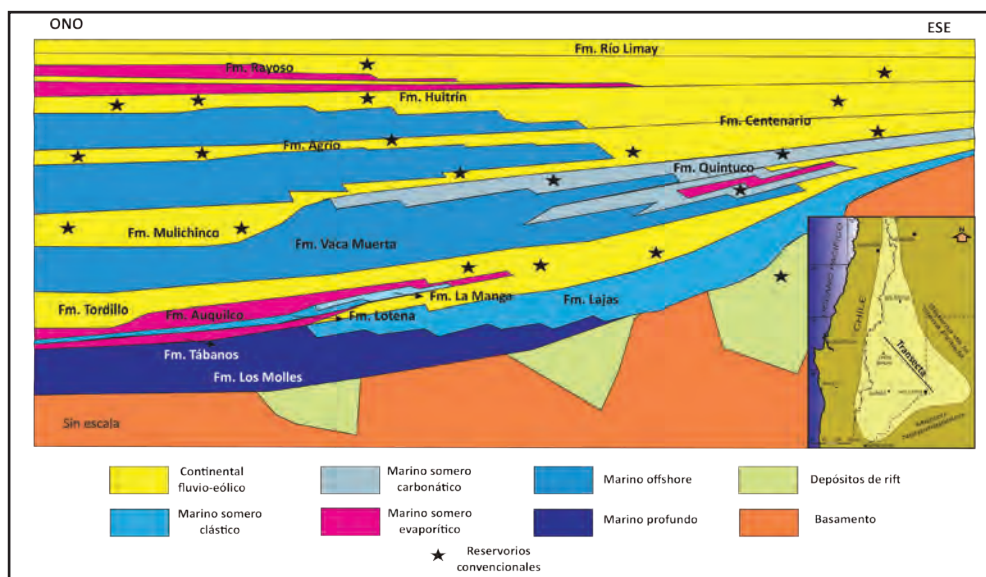 ONO
ESE
Fm. Río Limay
Fm. Rayoso
Fm. Huitrín
Fm. Centenario
Fm. Agrio
Fm. Quintuco
Fm. Mulichinco
Fm. Vaca Muerta
Fm. Tordillo
Fm. La Manga
Fm. Lajas
Fm. Auquilco
Fm. Lotena
Fm. Tábanos
Fm. Los Molles
Sin escala
OCEANO PACIFICO
CHILE
Transecta
N
Continental
fluvio-eólico
Marino somero
carbonático
Marino offshore
Depósitos de rift
Marino somero
clástico
Marino somero
evaporítico
Marino profundo
Basamento
Reservorios
convencionales